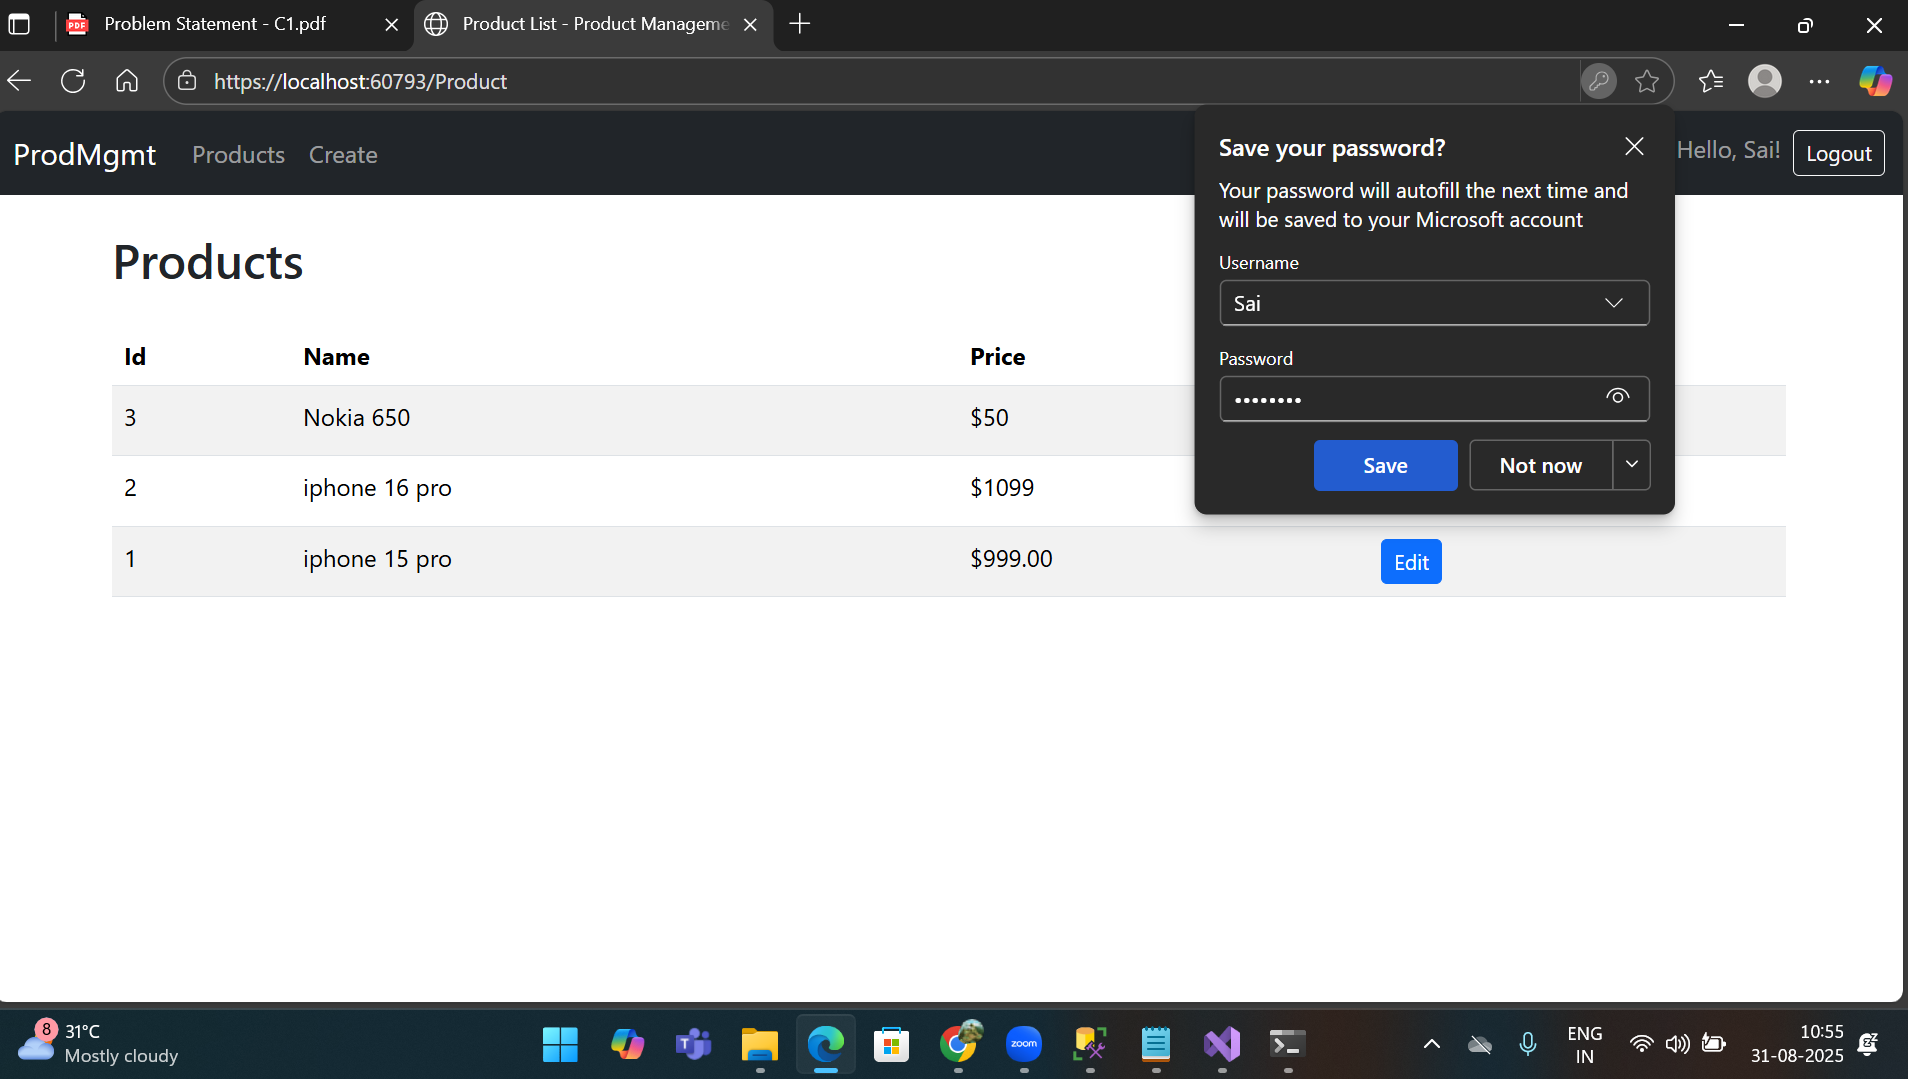 Problem Statement - C1.pdf
Product List - Product Manageme
https://localhost:60793/Product
ProdMgmt
Products
Create
Hello, Sai!
Logout
Save your password?
Your password will autofill the next time and
will be saved to your Microsoft account
Username
Sai
Password
••••••••
Save
Not now
Products
Id Name Price
3 Nokia 650 $50
2 iphone 16 pro $1099
1 iphone 15 pro $999.00 Edit
8
31°C
Mostly cloudy
zoom
ENG
IN
10:55
31-08-2025